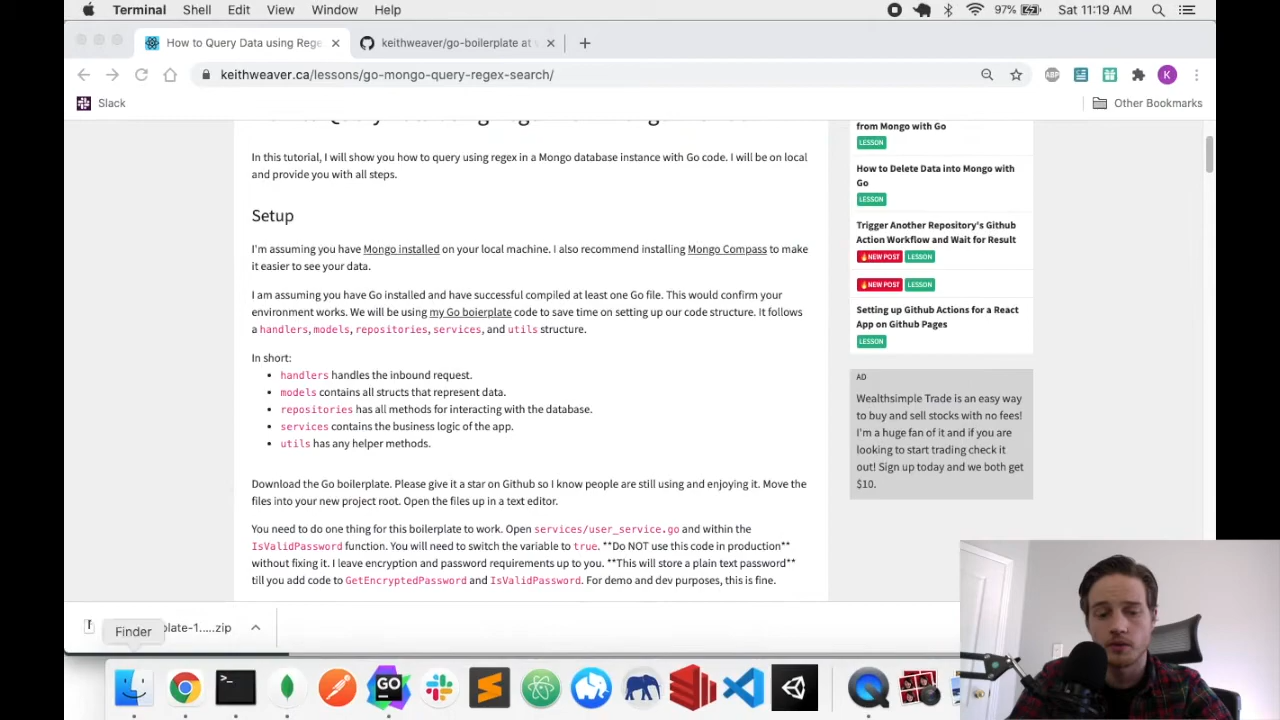 Terminal Shell Edit View Window Help 97% Sat 11:19 AM
How to Query Data using Rege
keithweaver/go-boilerplate at
keithweaver.ca/lessons/go-mongo-query-regex-search/
ABP K
Slack
Other Bookmarks
In this tutorial, I will show you how to query using regex in a Mongo database instance with Go code. I will be on local
and provide you with all steps.
Setup
I'm assuming you have Mongo installed on your local machine. I also recommend installing Mongo Compass to make
it easier to see your data.
I am assuming you have Go installed and have successful compiled at least one Go file. This would confirm your
environment works. We will be using my Go boierplate code to save time on setting up our code structure. It follows
a handlers, models, repositories, services, and utils structure.
In short:
handlers handles the inbound request.
models contains all structs that represent data.
repositories has all methods for interacting with the database.
services contains the business logic of the app.
utils has any helper methods.
Download the Go boilerplate. Please give it a star on Github so I know people are still using and enjoying it. Move the
files into your new project root. Open the files up in a text editor.
You need to do one thing for this boilerplate to work. Open services/user_service.go and within the
IsValidPassword function. You will need to switch the variable to true. **Do NOT use this code in production**
without fixing it. I leave encryption and password requirements up to you. **This will store a plain text password**
till you add code to GetEncryptedPassword and IsValidPassword. For demo and dev purposes, this is fine.
from Mongo with Go
LESSON
How to Delete Data into Mongo with
Go
LESSON
Trigger Another Repository's Github
Action Workflow and Wait for Result
🔥NEW POST LESSON
🔥NEW POST LESSON
Setting up Github Actions for a React
App on Github Pages
LESSON
AD
Wealthsimple Trade is an easy way
to buy and sell stocks with no fees!
I'm a huge fan of it and if you are
looking to start trading check it
out! Sign up today and we both get
$10.
Finder
late-1.....zip
GO